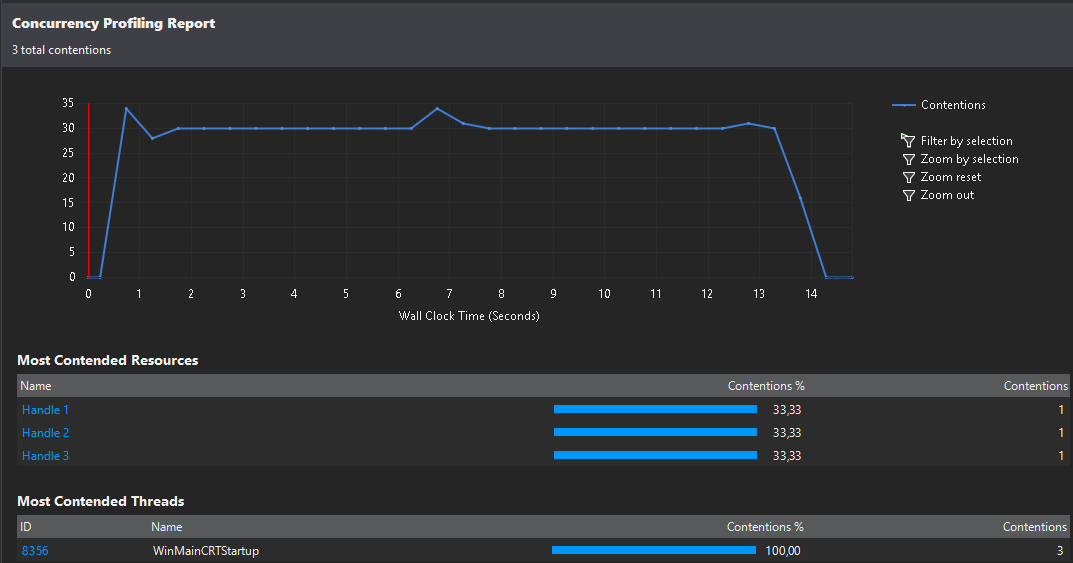 Concurrency Profiling Report
3 total contentions
35
30
25
20
15
10
5
0
0 1 2 3 4 5 6 7 8 9 10 11 12 13 14
Wall Clock Time (Seconds)
Contentions
Filter by selection
Zoom by selection
Zoom reset
Zoom out
Most Contended Resources
Name Contentions % Contentions
Handle 1 33,33 1
Handle 2 33,33 1
Handle 3 33,33 1
Most Contended Threads
ID Name Contentions % Contentions
8356 WinMainCRTStartup 100,00 3